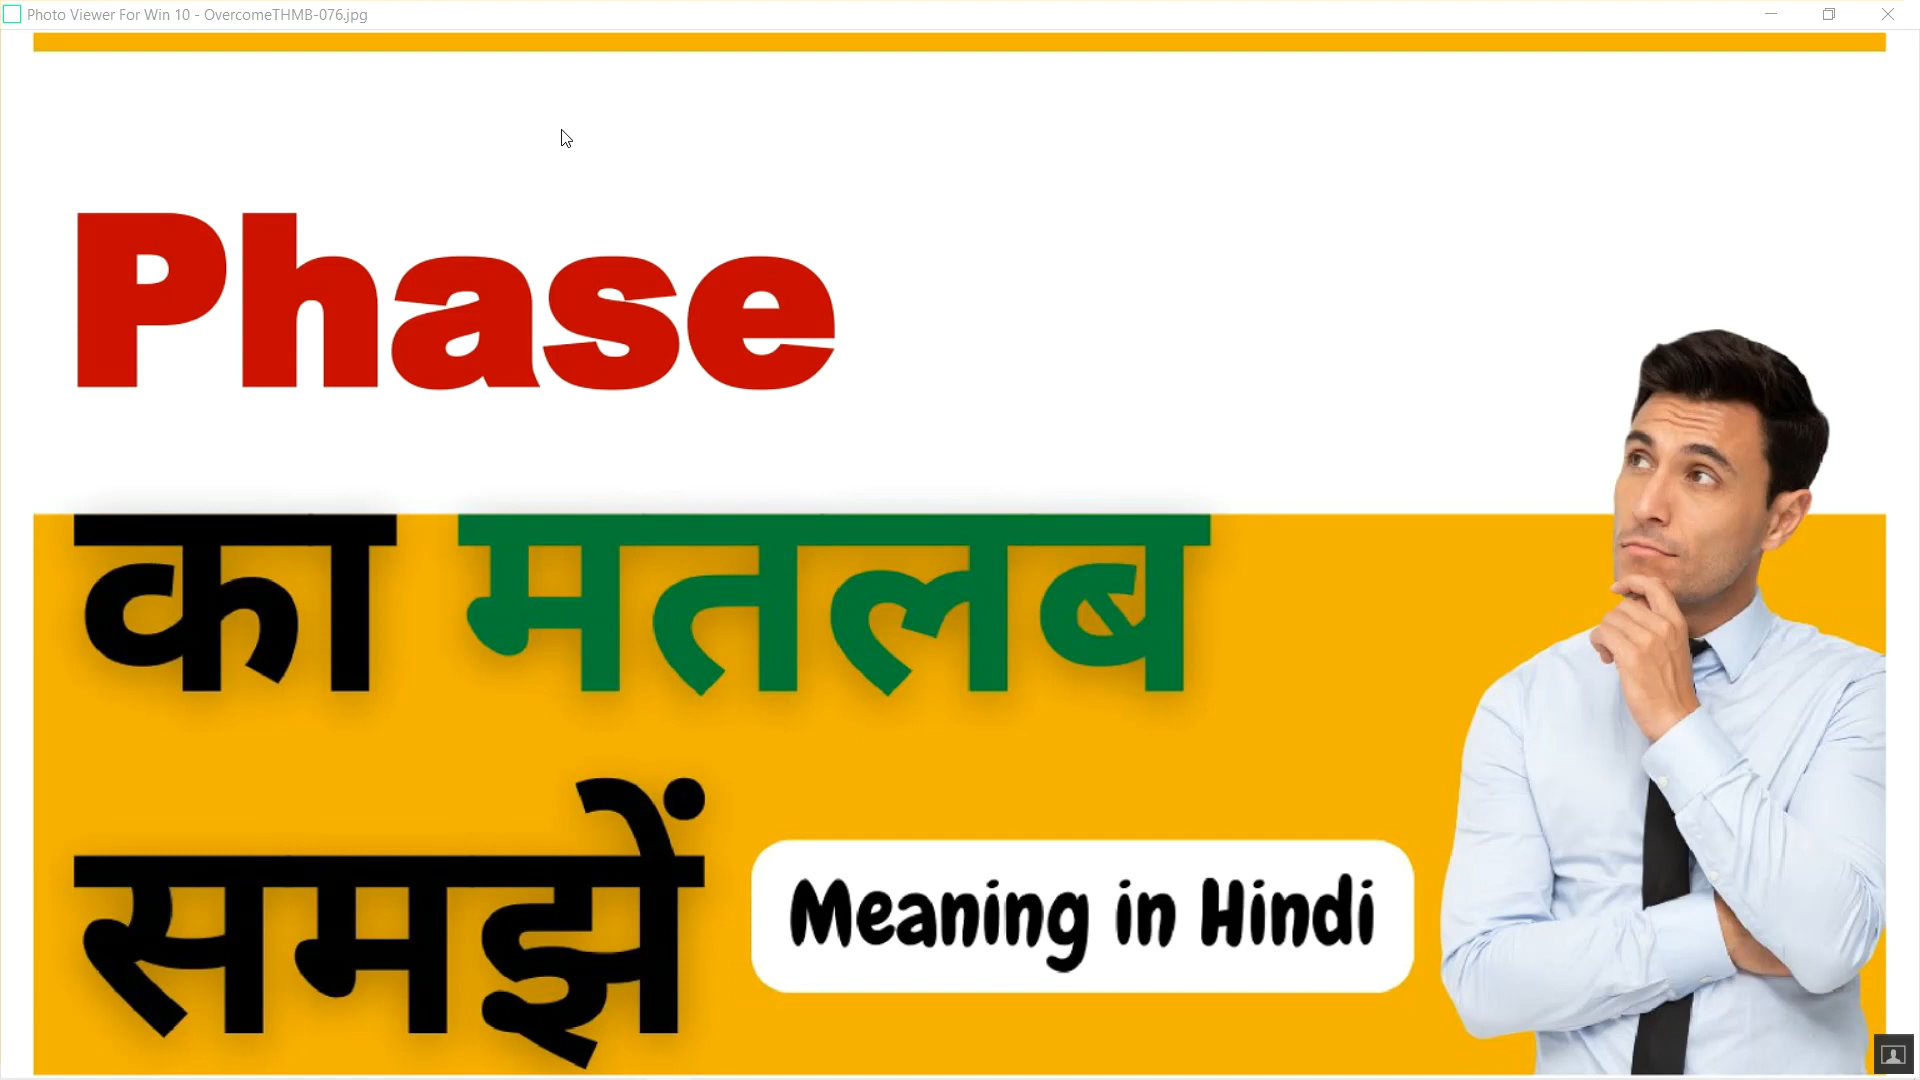 Photo Viewer For Win 10 - OvercomeTHMB-076.jpg
Phase
का मतलब
समझें
Meaning in Hindi